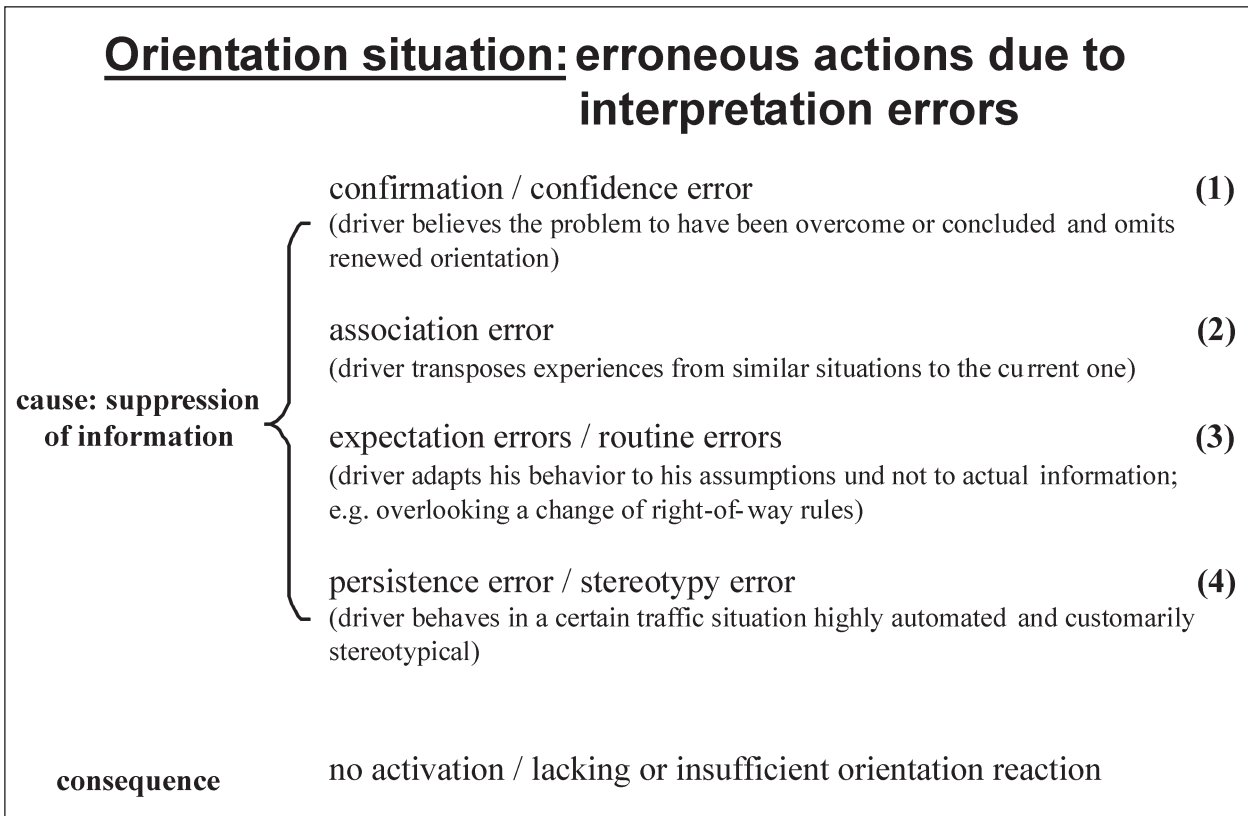 Orientation situation: erroneous actions due to
interpretation errors
confirmation / confidence error (1)
(driver believes the problem to have been overcome or concluded and omits
renewed orientation)
association error (2)
(driver transposes experiences from similar situations to the current one)
cause: suppression
of information
expectation errors / routine errors (3)
(driver adapts his behavior to his assumptions und not to actual information;
e.g. overlooking a change of right-of-way rules)
persistence error / stereotypy error (4)
(driver behaves in a certain traffic situation highly automated and customarily
stereotypical)
consequence no activation / lacking or insufficient orientation reaction